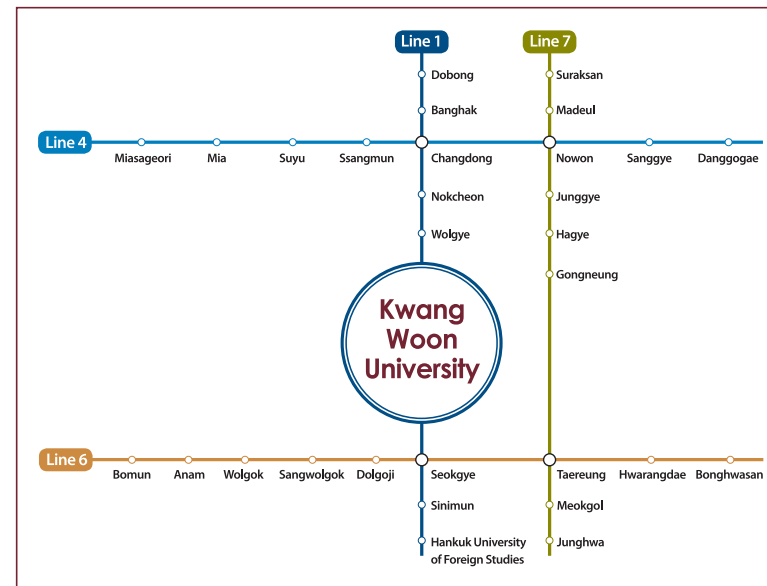 Line 1
Line 7
Dobong
Suraksan
Banghak
Madeul
Line 4
Miasageori
Mia
Suyu
Ssangmun
Changdong
Nowon
Sanggye
Danggogae
Nokcheon
Junggye
Wolgye
Hagye
Gongneung
Kwang
Woon
University
Line 6
Bomun
Anam
Wolgok
Sangwolgok
Dolgoji
Seokgye
Taereung
Hwarangdae
Bonghwasan
Sinimun
Meokgol
Hankuk University
of Foreign Studies
Junghwa